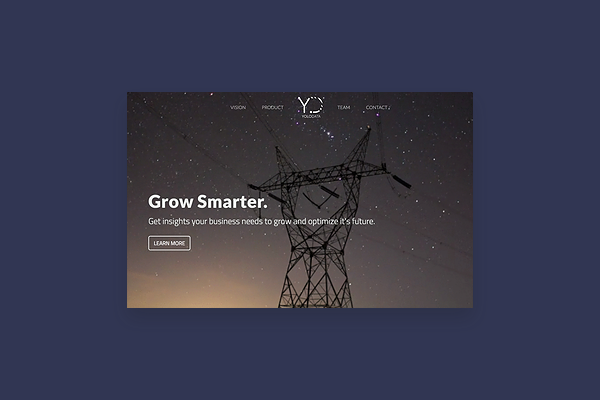 VISION PRODUCT YD TEAM CONTACT
YOLODATA
Grow Smarter.
Get insights your business needs to grow and optimize it's future.
LEARN MORE